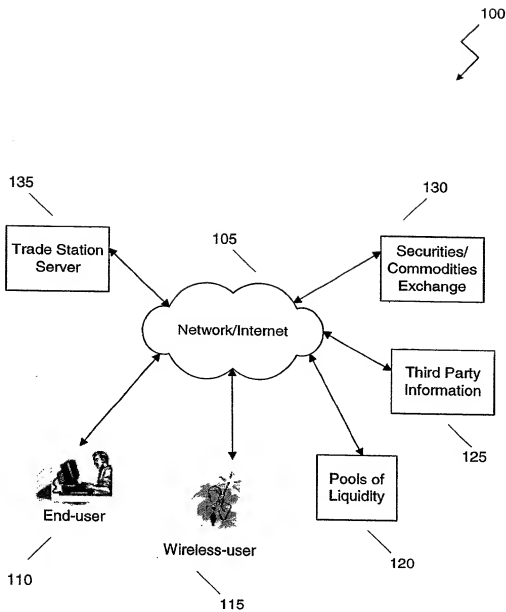 100
135
130
Trade Station
Server
105
Securities/
Commodities
Exchange
Network/Internet
Third Party
Information
125
End-user
Pools of
Liquidity
Wireless-user
110
120
115